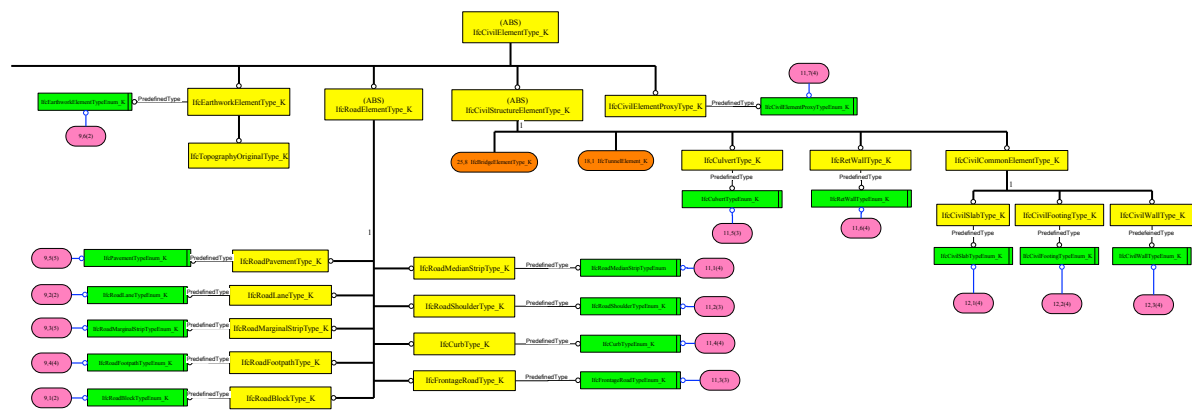 (ABS)
IfcCivilElementType_K
IfcEarthworkElementTypeEnum_K
PredefinedType
IfcEarthworkElementType_K
(ABS)
IfcRoadElementType_K
(ABS)
IfcCivilStructureElementType_K
IfcCivilElementProxyType_K
PredefinedType
IfcCivilElementProxyTypeEnum_K
11,7(4)
9,6(2)
IfcTopographyOriginalType_K
1
25,0 IfcBridgeElementType_K
18,1 IfcTunnelElement_K
IfcCulvertType_K
IfcRetWallType_K
IfcCivilCommonElementType_K
PredefinedType
PredefinedType
IfcCulvertTypeEnum_K
IfcRetWallTypeEnum_K
11,5(3)
11,6(4)
1
IfcCivilSlabType_K
IfcCivilFootingType_K
IfcCivilWallType_K
PredefinedType
PredefinedType
PredefinedType
IfcCivilSlabTypeEnum_K
IfcCivilFootingTypeEnum_K
IfcCivilWallTypeEnum_K
12,1(4)
12,2(4)
12,3(4)
1
9,5(5)
IfcPavementTypeEnum_K
PredefinedType
IfcRoadPavementType_K
9,2(2)
IfcRoadLaneTypeEnum_K
PredefinedType
IfcRoadLaneType_K
9,3(5)
IfcRoadMarginalStripTypeEnum_K
PredefinedType
IfcRoadMarginalStripType_K
9,4(4)
IfcRoadFootpathTypeEnum_K
PredefinedType
IfcRoadFootpathType_K
9,1(2)
IfcRoadBlockTypeEnum_K
PredefinedType
IfcRoadBlockType_K
IfcRoadMedianStripType_K
PredefinedType
IfcRoadMedianStripTypeEnum
11,1(4)
IfcRoadShoulderType_K
PredefinedType
IfcRoadShoulderTypeEnum_K
11,2(3)
IfcCurbType_K
PredefinedType
IfcCurbTypeEnum_K
11,4(4)
IfcFrontageRoadType_K
PredefinedType
IfcFrontageRoadTypeEnum_K
11,3(3)